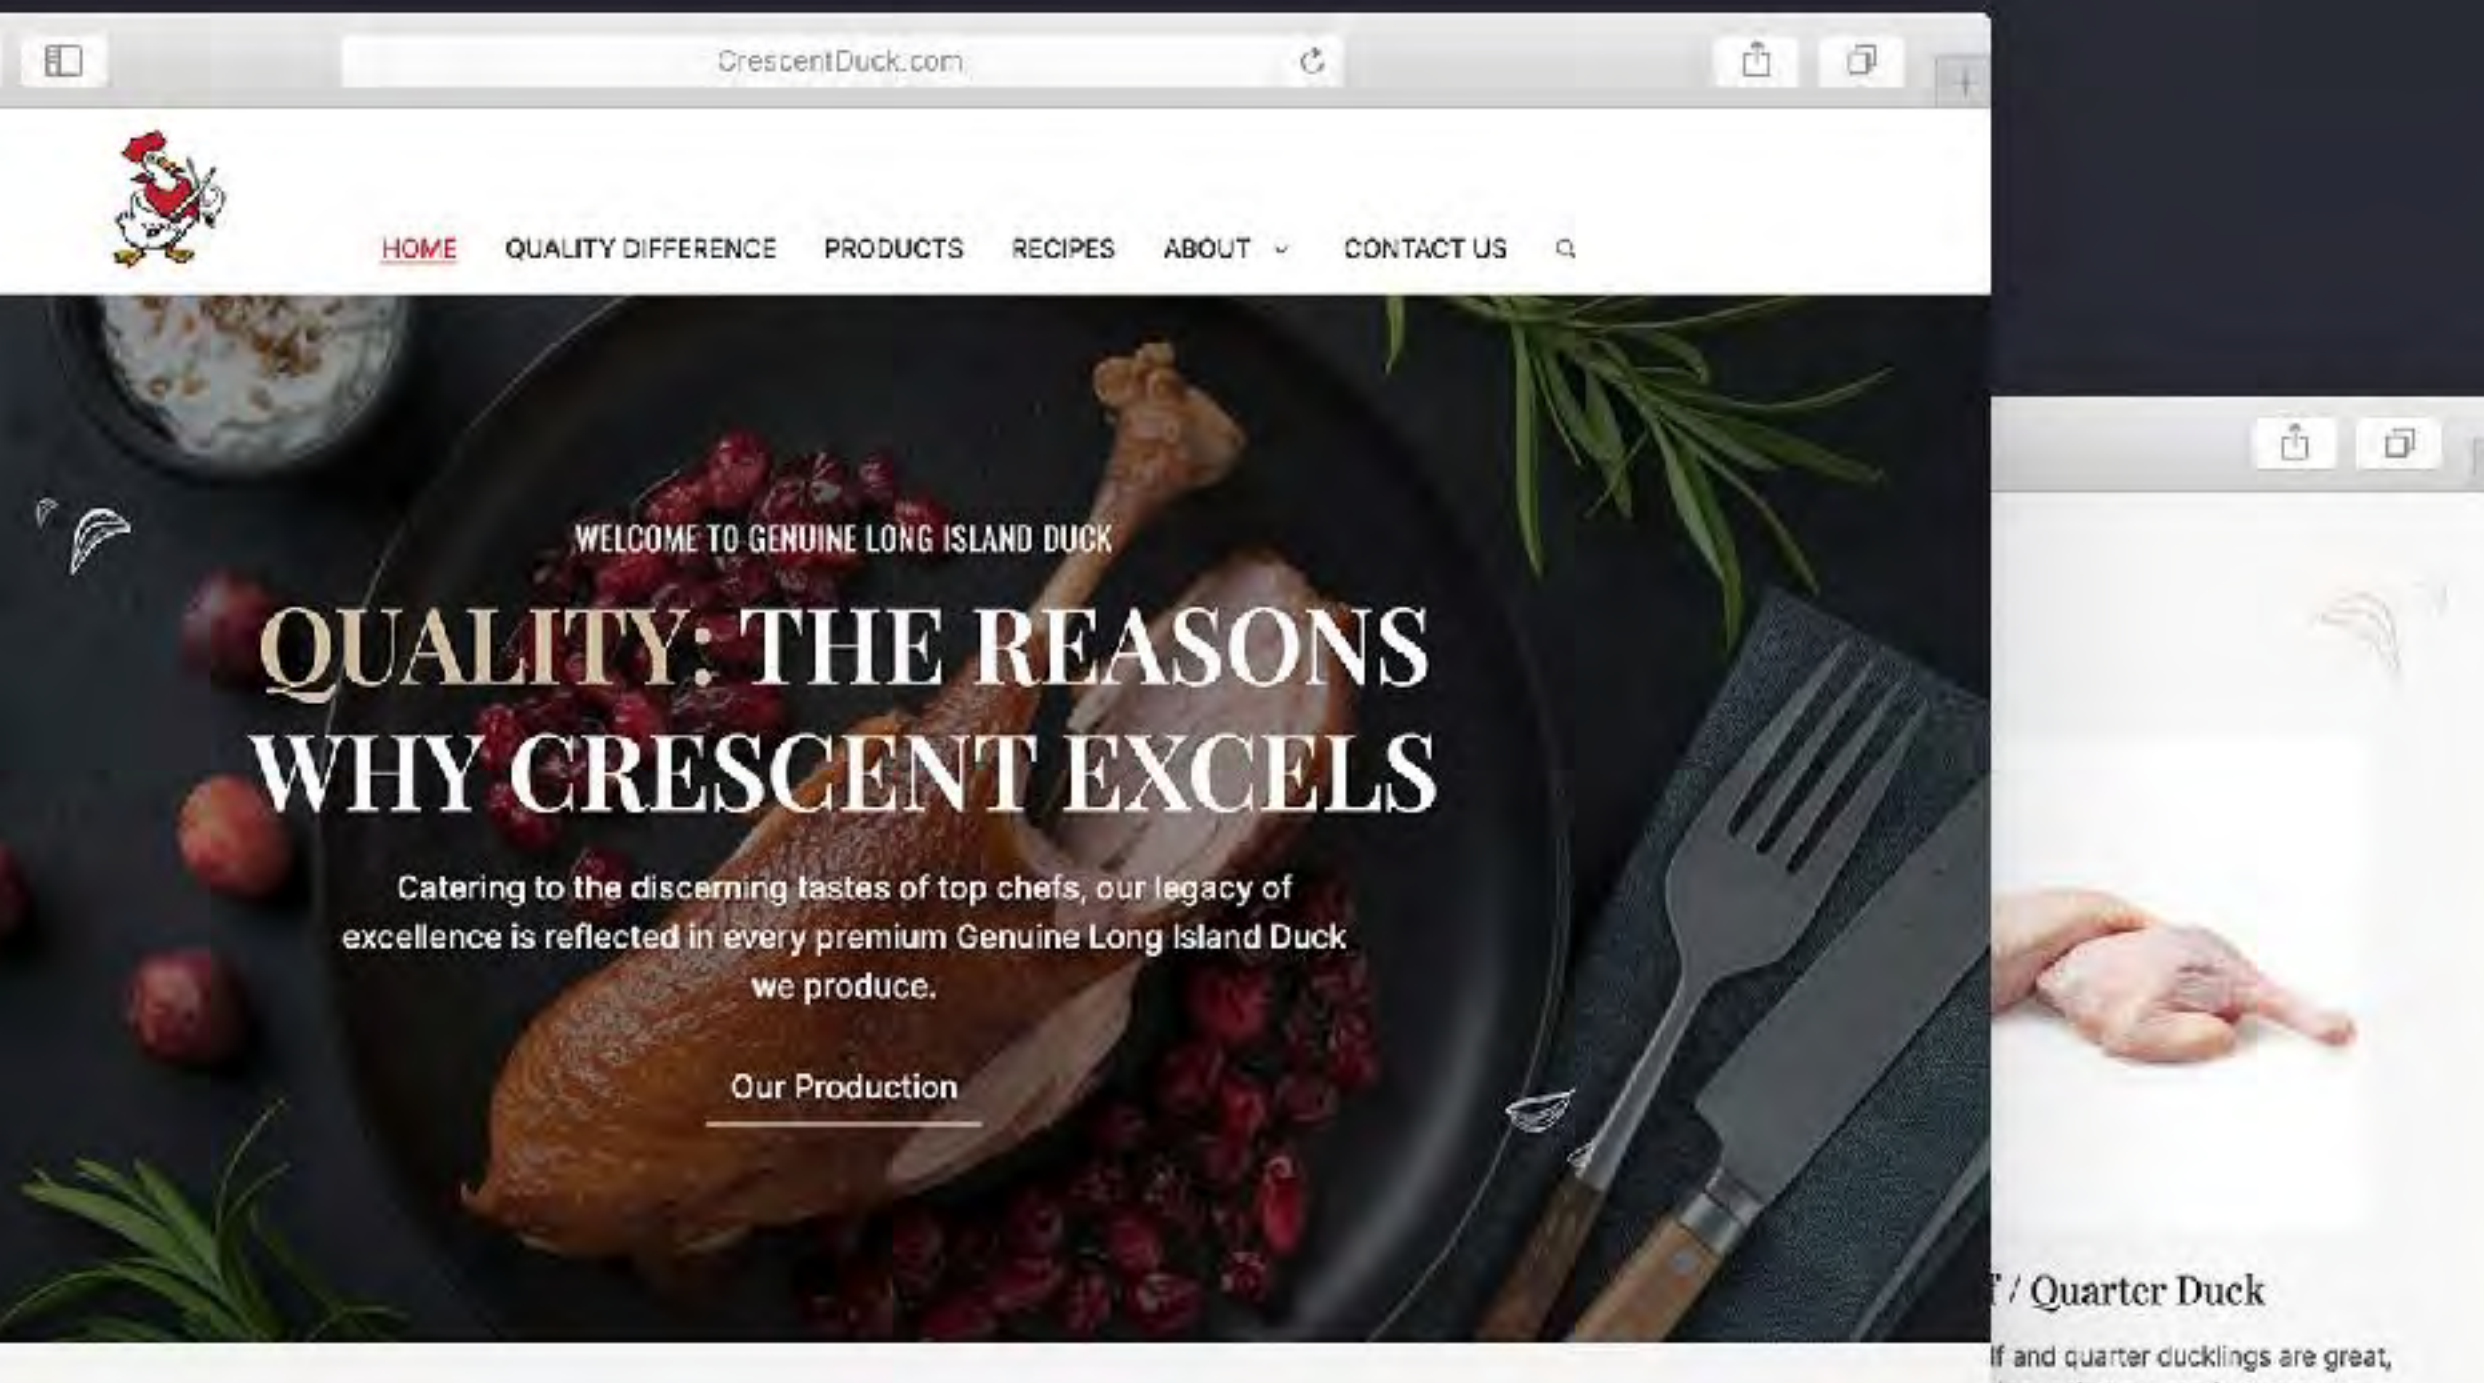 CrescentDuck.com
HOME QUALITY DIFFERENCE PRODUCTS RECIPES ABOUT CONTACT US
WELCOME TO GENUINE LONG ISLAND DUCK
QUALITY: THE REASONS
WHY CRESCENT EXCELS
Catering to the discerning tastes of top chefs, our legacy of
excellence is reflected in every premium Genuine Long Island Duck
we produce.
Our Production
/ Quarter Duck
and quarter ducklings are great,